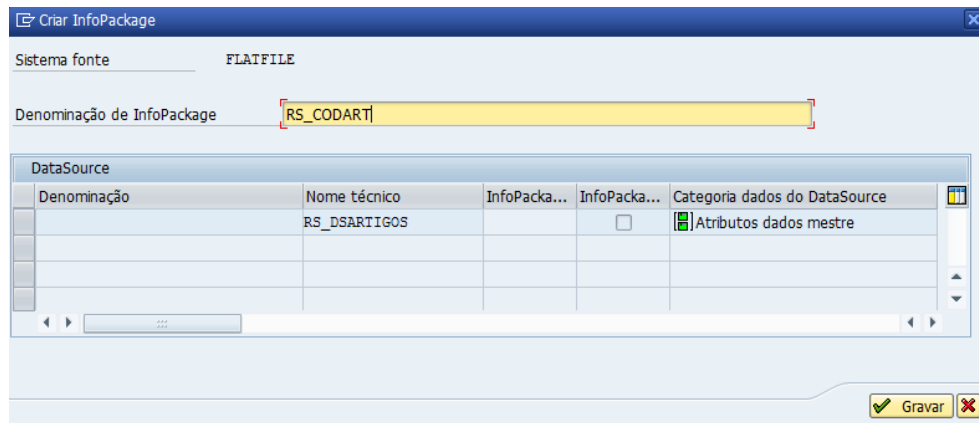 Criar InfoPackage
Sistema fonte FLATFILE
Denominação de InfoPackage RS_CODART
DataSource
Denominação Nome técnico InfoPacka... InfoPacka... Categoria dados do DataSource
RS_DSARTIGOS Atributos dados mestre
Gravar